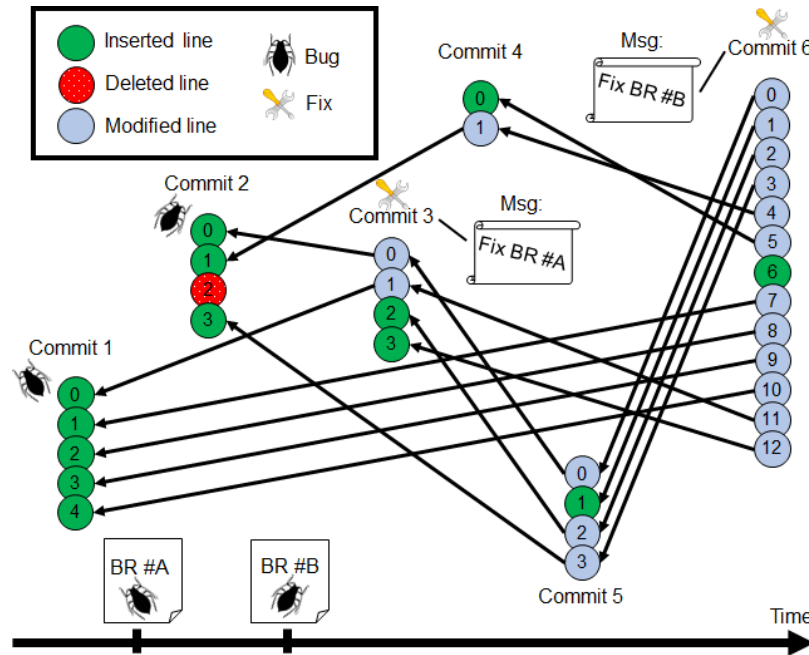 Inserted line
Deleted line
Modified line
Bug
Fix
Commit 4
0
1
Msg:
Fix BR #B
Commit 6
0
1
2
3
4
5
6
7
8
9
10
11
12
Commit 2
0
1
2
3
Commit 3
0
1
2
3
Msg:
Fix BR #A
Commit 1
0
1
2
3
4
0
1
2
3
Commit 5
BR #A
BR #B
Time